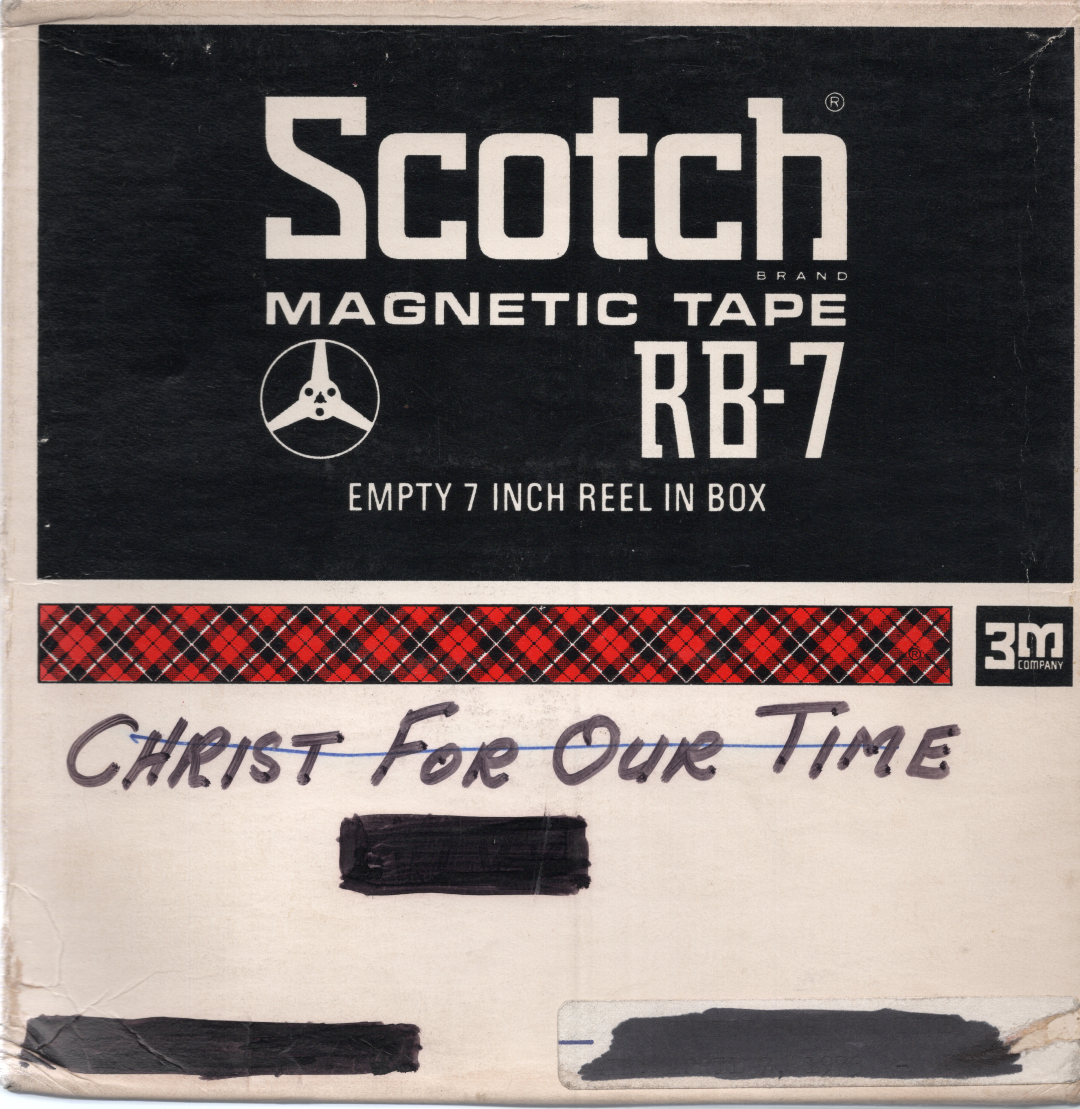 Scotch®
BRAND
MAGNETIC TAPE
RB-7
EMPTY 7 INCH REEL IN BOX
®
3M
COMPANY
CHRIST FOR OUR TIME